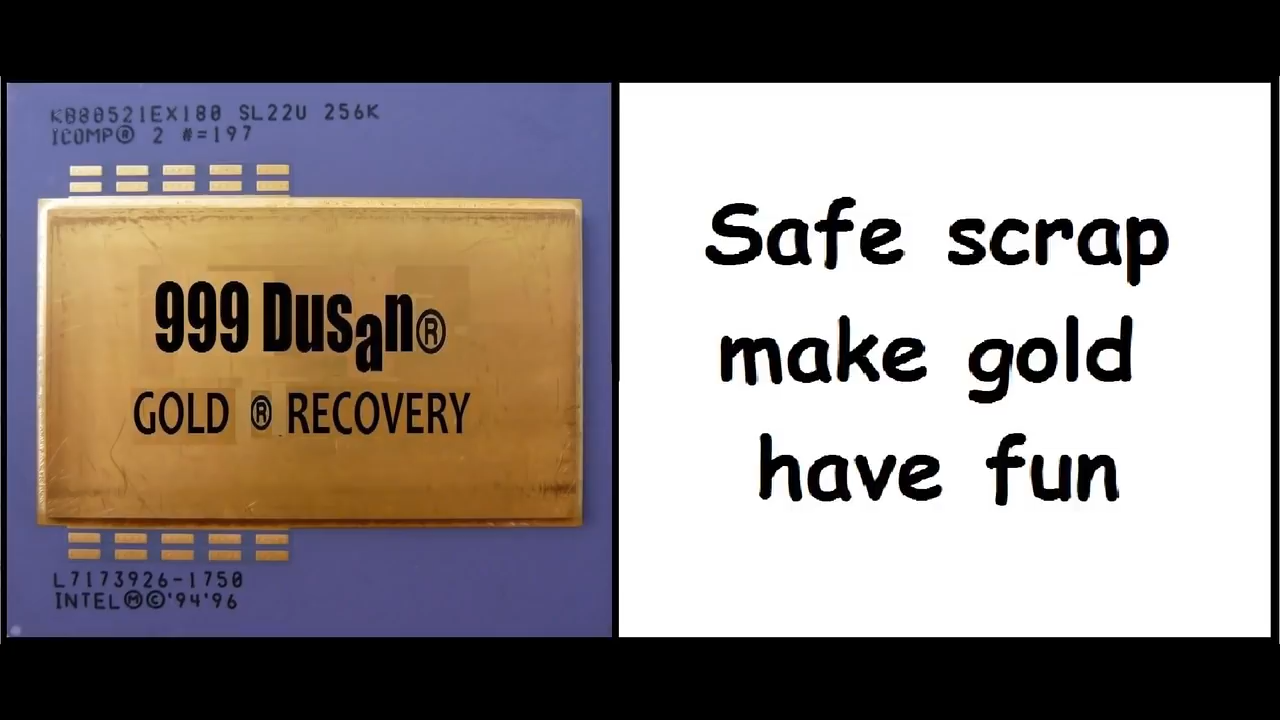 KB80521EX180 SL22U 256K
ICOMP® 2 #=197
999 Dusan®
GOLD ® RECOVERY
L7173926-1750
INTELⓂ©'94'96
Safe scrap
make gold
have fun